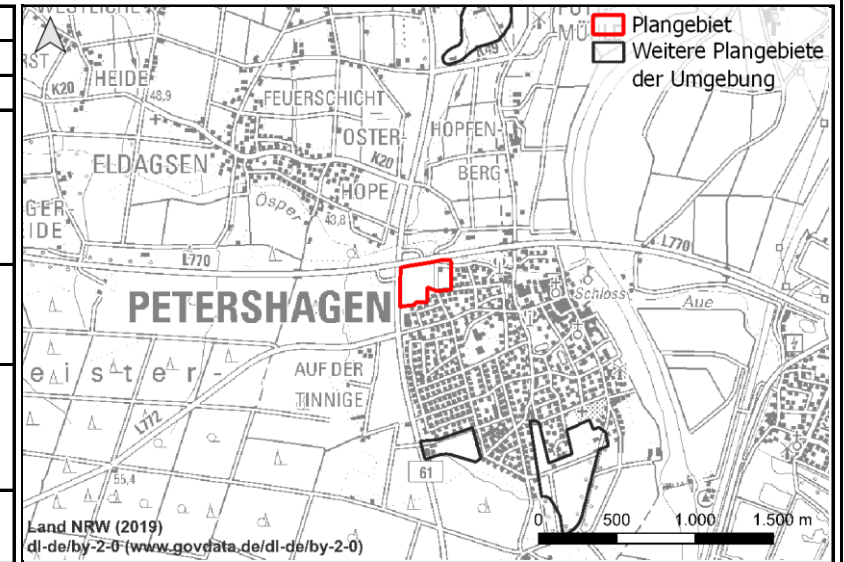 Plangebiet
Weitere Plangebiete
der Umgebung
HEIDE
K20
48,9
FEUERSCHICHT
OSTER-
HOPE
K20
K49
HOPFEN-
BERG
ELDAGSEN
Ösper
43,8
L770
L770
PETERSHAGEN
Schloss
Aue
e i s t e r -
AUF DER
TINNIGE
L772
55,4
61
0 500 1.000 1.500 m
Land NRW (2019)
dl-de/by-2-0 (www.govdata.de/dl-de/by-2-0)